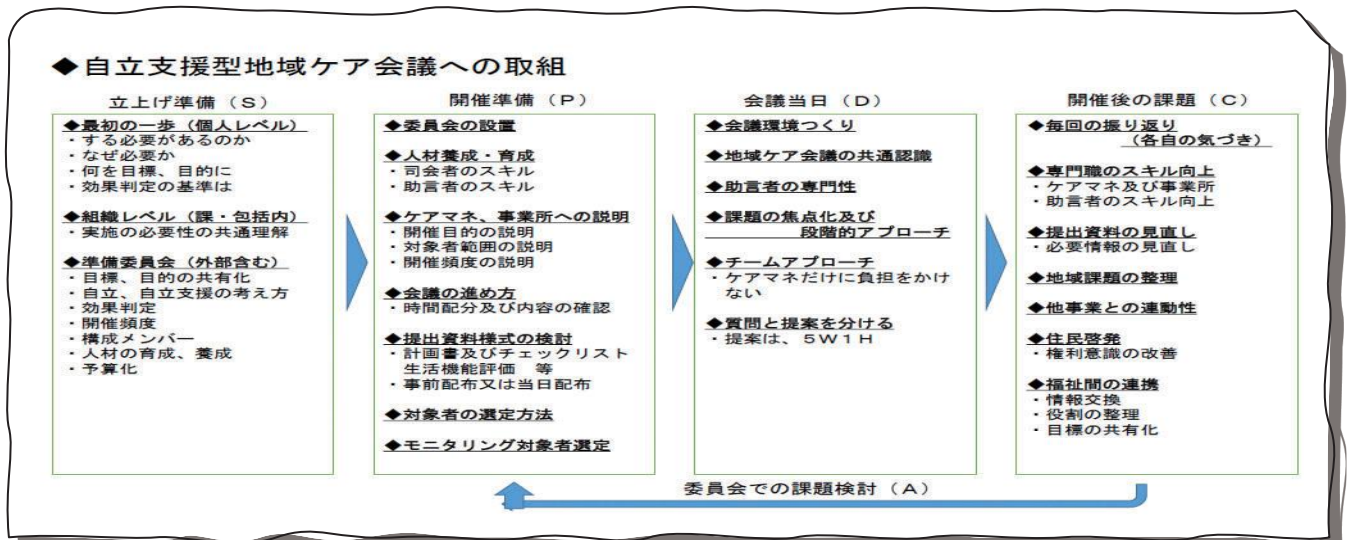 ◆自立支援型地域ケア会議への取組
立上げ準備（S）
◆最初の一歩（個人レベル）
・する必要があるのか
・なぜ必要か
・何を目標、目的に
・効果判定の基準は
◆組織レベル（課・包括内）
・実施の必要性の共通理解
◆準備委員会（外部含む）
・目標、目的の共有化
・自立、自立支援の考え方
・効果判定
・開催頻度
・構成メンバー
・人材の育成、養成
・予算化
開催準備（P）
◆委員会の設置
◆人材養成・育成
・司会者のスキル
・助言者のスキル
◆ケアマネ、事業所への説明
・開催目的の説明
・対象者範囲の説明
・開催頻度の説明
◆会議の進め方
・時間配分及び内容の確認
◆提出資料様式の検討
・計画書及びチェックリスト
生活機能評価　等
・事前配布又は当日配布
◆対象者の選定方法
◆モニタリング対象者選定
会議当日（D）
◆会議環境つくり
◆地域ケア会議の共通認識
◆助言者の専門性
◆課題の焦点化及び
段階的アプローチ
◆チームアプローチ
・ケアマネだけに負担をかけ
ない
◆質問と提案を分ける
・提案は、５W１H
開催後の課題（C）
◆毎回の振り返り
（各自の気づき）
◆専門職のスキル向上
・ケアマネ及び事業所
・助言者のスキル向上
◆提出資料の見直し
・必要情報の見直し
◆地域課題の整理
◆他事業との連動性
◆住民啓発
・権利意識の改善
◆福祉間の連携
・情報交換
・役割の整理
・目標の共有化
委員会での課題検討（A）